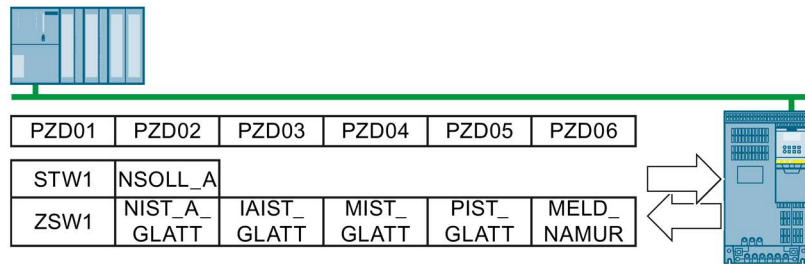 PZD01 PZD02 PZD03 PZD04 PZD05 PZD06
STW1 NSOLL_A
ZSW1 NIST_A_ GLATT IAIST_ GLATT MIST_ GLATT PIST_ GLATT MELD_ NAMUR